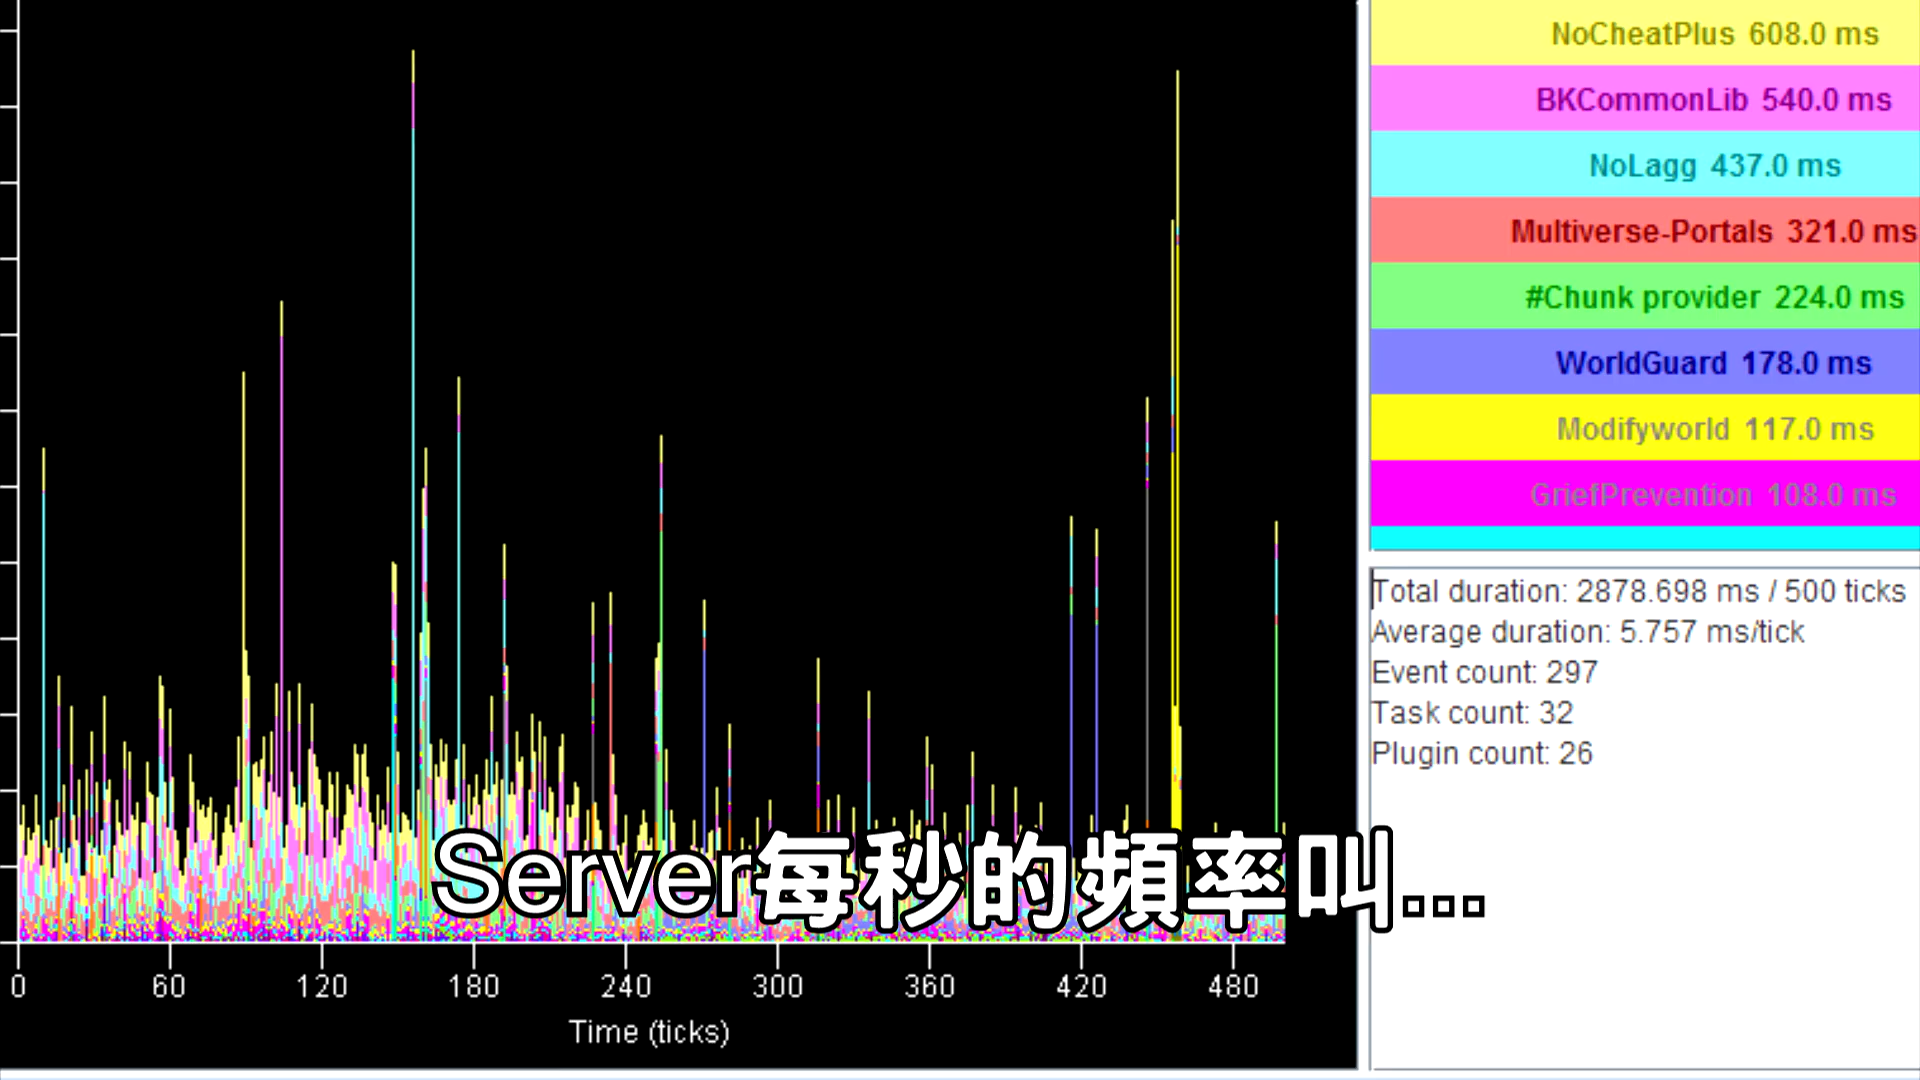 NoCheatPlus 608.0 ms
BKCommonLib 540.0 ms
NoLagg 437.0 ms
Multiverse-Portals 321.0 ms
#Chunk provider 224.0 ms
WorldGuard 178.0 ms
Modifyworld 117.0 ms
GriefPrevention 108.0 ms
Total duration: 2878.698 ms / 500 ticks
Average duration: 5.757 ms/tick
Event count: 297
Task count: 32
Plugin count: 26
Server每秒的頻率叫...
0 60 120 180 240 300 360 420 480
Time (ticks)